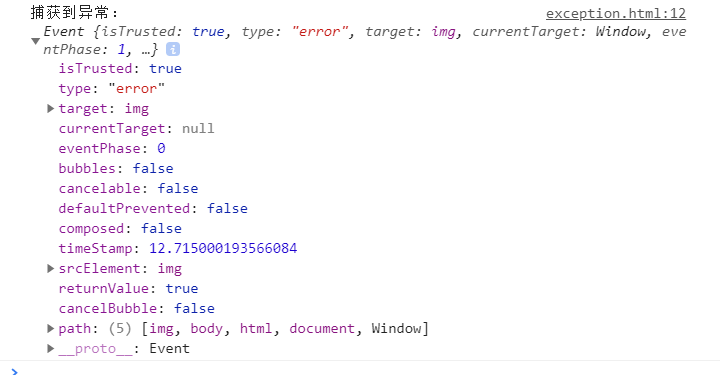 捕获到异常： exception.html:12
Event {isTrusted: true, type: "error", target: img, currentTarget: Window, eve
ntPhase: 1, …} i
isTrusted: true
type: "error"
target: img
currentTarget: null
eventPhase: 0
bubbles: false
cancelable: false
defaultPrevented: false
composed: false
timeStamp: 12.715000193566084
srcElement: img
returnValue: true
cancelBubble: false
path: (5) [img, body, html, document, Window]
__proto__: Event